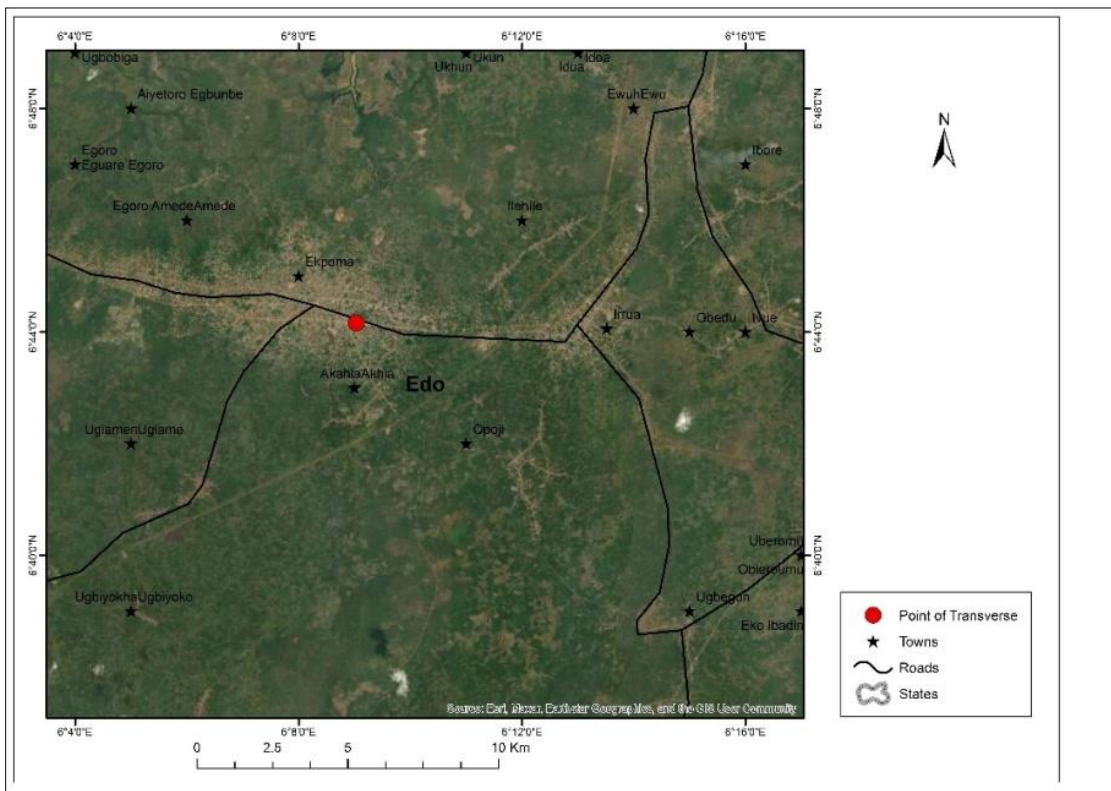 6°4'0"E
6°8'0"E
6°12'0"E
6°16'0"E
Ugbobiga
Ukun
Ukhun
Idoa
Idua
Aiyetoro Egbunbe
EwuhEwu
6°48'0"N
6°48'0"N
N
Egoro
Eguare Egoro
Ibore
Egoro AmedeAmede
IlehIle
Ekpoma
Irrua
Obedu
Ivue
6°44'0"N
6°44'0"N
AkahiaAkhia
Edo
UgiamenUgiame
Opoji
6°40'0"N
6°40'0"N
Uberomu
Obieroumu
UgbiyokhaUgbiyoko
Ugbegon
Eko Ibadin
Source: Esri, Maxar, Earthstar Geographics, and the GIS User Community
6°4'0"E
6°8'0"E
6°12'0"E
6°16'0"E
0 2.5 5 10 Km
Point of Transverse
Towns
Roads
States